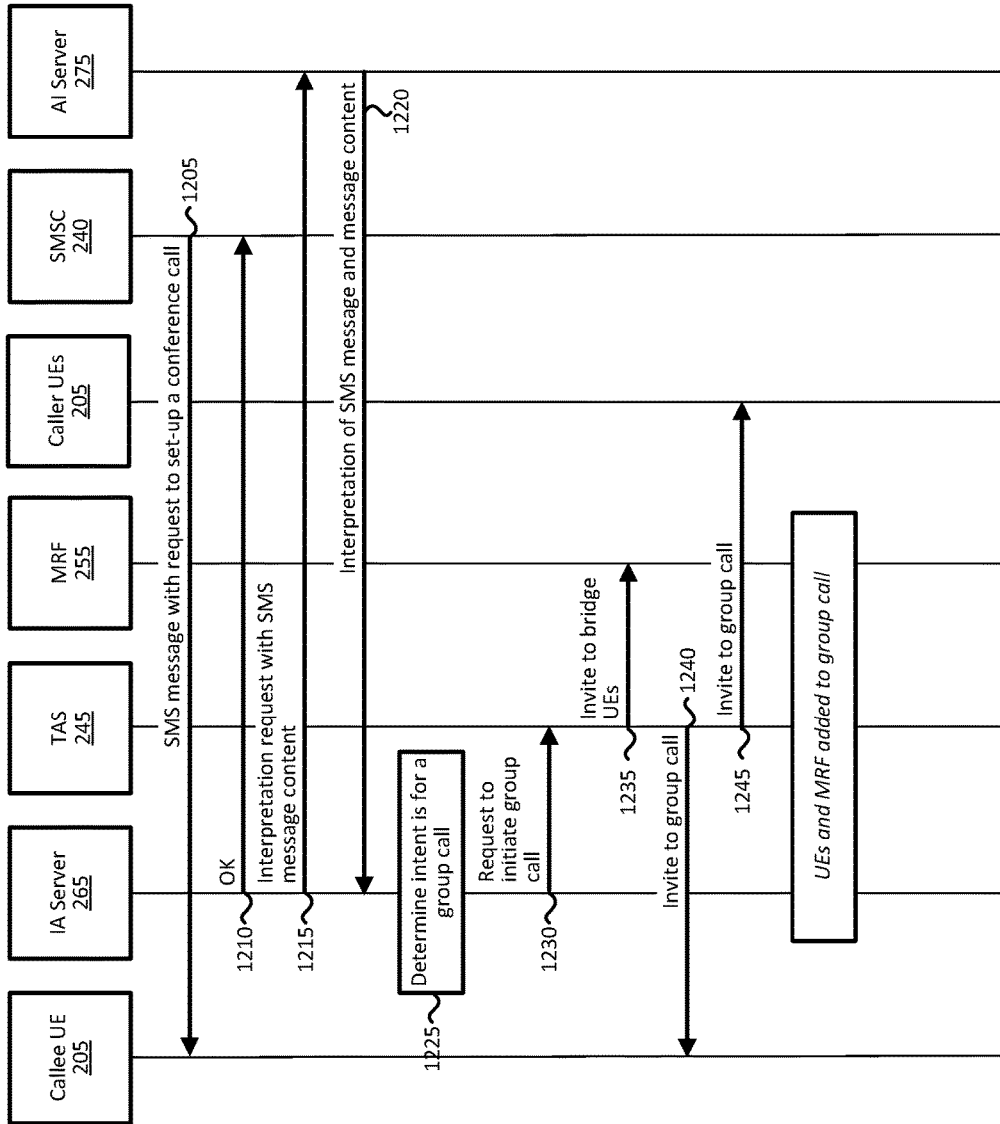 Callee UE
205
IA Server
265
TAS
245
MRF
255
Caller UEs
205
SMSC
240
AI Server
275
SMS message with request to set-up a conference call
1205
OK
1210
Interpretation request with SMS
message content
1215
Interpretation of SMS message and message content
1220
Determine intent is for a
group call
1225
Request to
initiate group
call
1230
Invite to bridge
UEs
1235
Invite to group call
1240
Invite to group call
1245
UEs and MRF added to group call